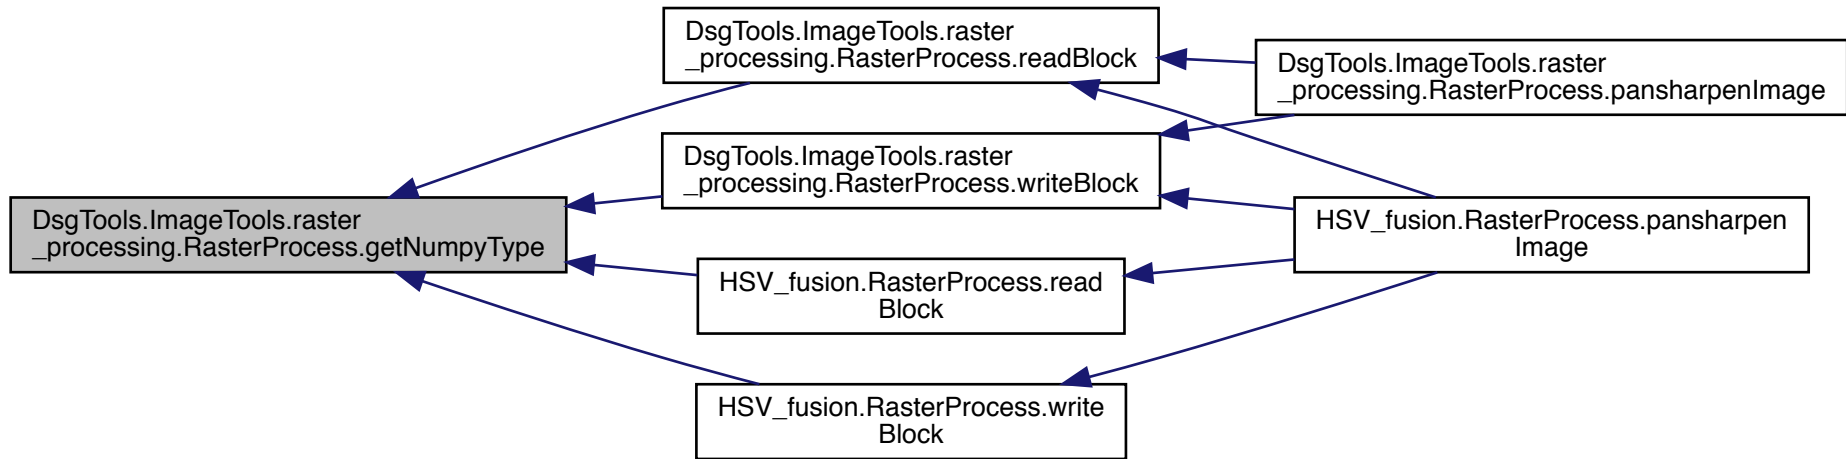 DsgTools.ImageTools.raster
_processing.RasterProcess.getNumpyType
DsgTools.ImageTools.raster
_processing.RasterProcess.readBlock
DsgTools.ImageTools.raster
_processing.RasterProcess.writeBlock
HSV_fusion.RasterProcess.read
Block
HSV_fusion.RasterProcess.write
Block
DsgTools.ImageTools.raster
_processing.RasterProcess.pansharpenImage
HSV_fusion.RasterProcess.pansharpen
Image